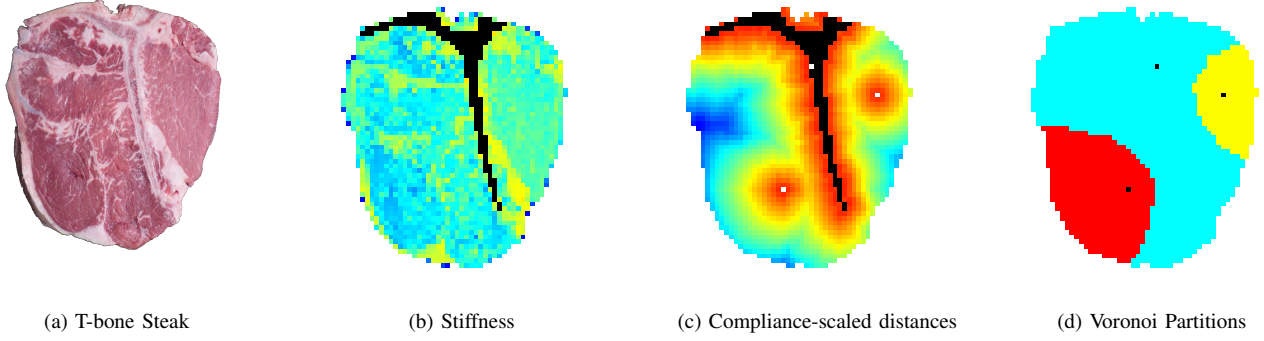 (a) T-bone Steak
(b) Stiffness
(c) Compliance-scaled distances
(d) Voronoi Partitions